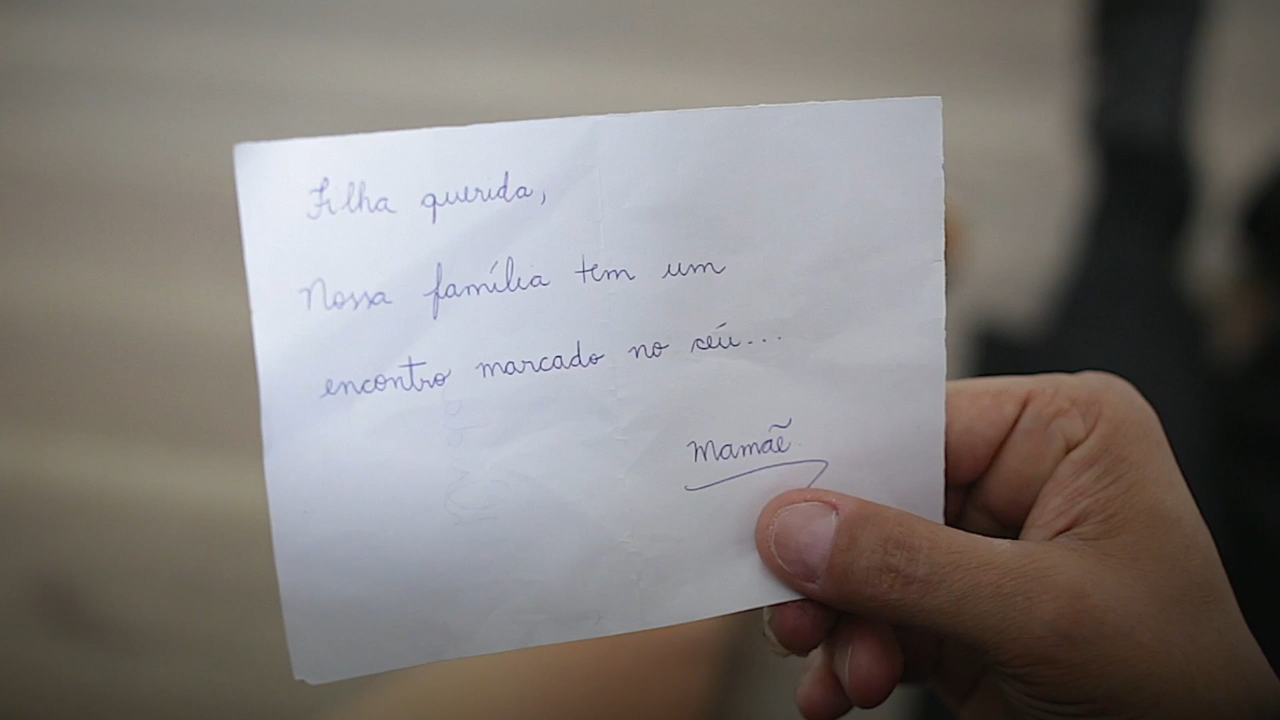 Filha querida,
Nossa família tem um
encontro marcado no céu...
Mamãe